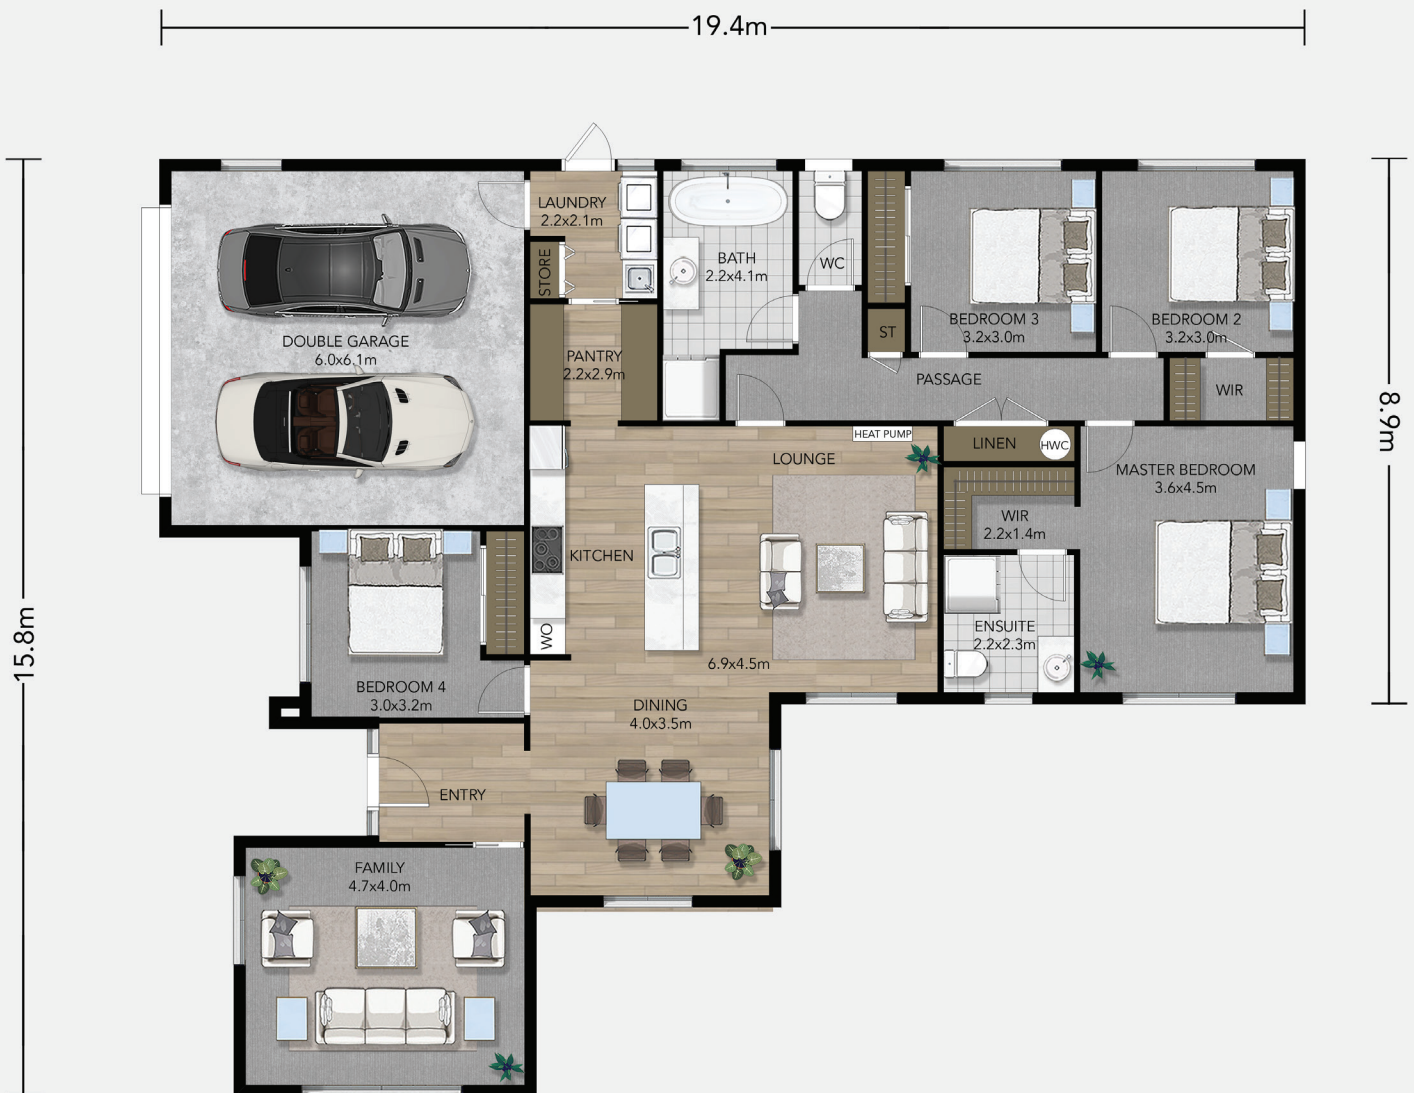 19.4m
LAUNDRY
2.2x2.1m
STORE
BATH
2.2x4.1m
WC
ST
BEDROOM 3
3.2x3.0m
BEDROOM 2
3.2x3.0m
DOUBLE GARAGE
6.0x6.1m
PANTRY
2.2x2.9m
PASSAGE
WIR
8.9m
HEAT PUMP
LINEN
HWC
LOUNGE
MASTER BEDROOM
3.6x4.5m
WIR
2.2x1.4m
KITCHEN
WO
ENSUITE
2.2x2.3m
15.8m
6.9x4.5m
BEDROOM 4
3.0x3.2m
DINING
4.0x3.5m
ENTRY
FAMILY
4.7x4.0m